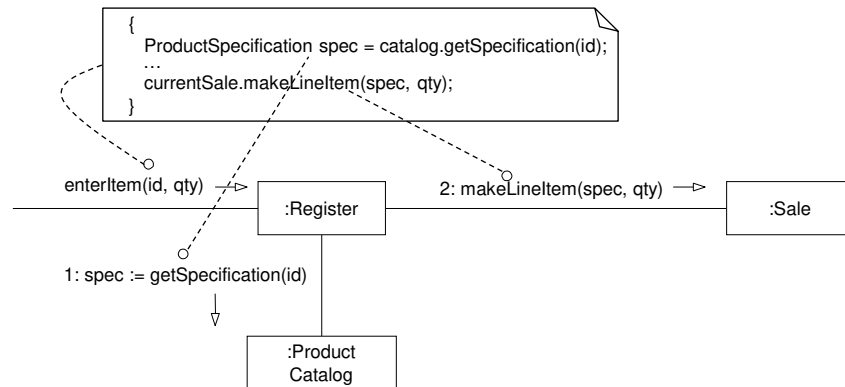 {
ProductSpecification spec = catalog.getSpecification(id);
...
currentSale.makeLineItem(spec, qty);
}
enterItem(id, qty)
2: makeLineItem(spec, qty)
:Register
:Sale
1: spec := getSpecification(id)
:Product
Catalog